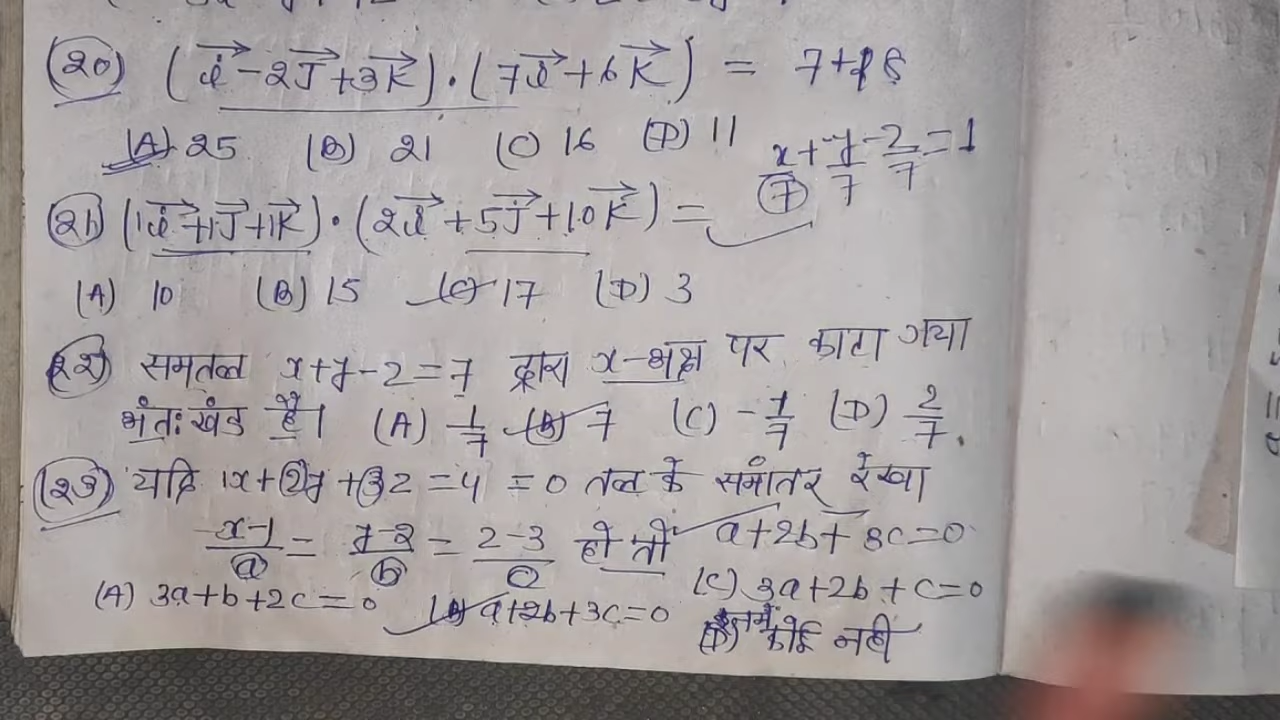 (20) (i⃗ - 2J⃗ + 3K⃗) · (7i⃗ + 6K⃗) = 7+18
(A) 25 (B) 21 (C) 16 (D) 11
x/7 + y/7 - z/7 = 1
(21) (1i⃗ + 1J⃗ + 1K⃗) · (2i⃗ + 5J⃗ + 10K⃗) =
(A) 10 (B) 15 (C) 17 (D) 3
(22) समतल x+y-z=7 द्वारा x-अक्ष पर काटा गया
अंतः खंड है। (A) 1/7 (B) 7 (C) -1/7 (D) 2/7.
(23) यदि 1x+2y+3z=4=0 तल के समांतर रेखा
x-1/a = y-2/b = z-3/c हो तो a+2b+3c=0
(A) 3a+b+2c=0 (B) a+2b+3c=0 (C) 3a+2b+c=0
(D) इनमें कोई नहीं